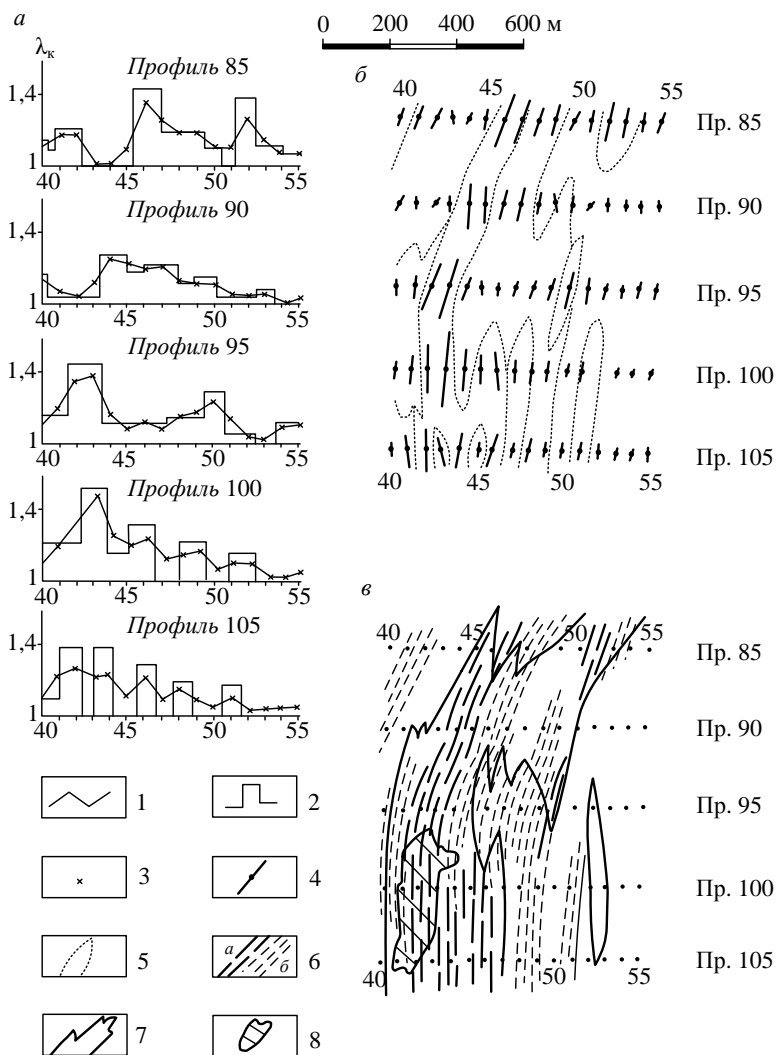 а
0 200 400 600 м
λк
Профиль 85
1,4
1
40 45 50 55
Профиль 90
1,4
1
40 45 50 55
Профиль 95
1,4
1
40 45 50 55
Профиль 100
1,4
1
40 45 50 55
Профиль 105
1,4
1
40 45 50 55
б
40 45 50 55
Пр. 85
Пр. 90
Пр. 95
Пр. 100
Пр. 105
40 45 50 55
в
40 45 50 55
Пр. 85
Пр. 90
Пр. 95
Пр. 100
Пр. 105
40 50 55
1 2
3 4
5 а б 6
7 8